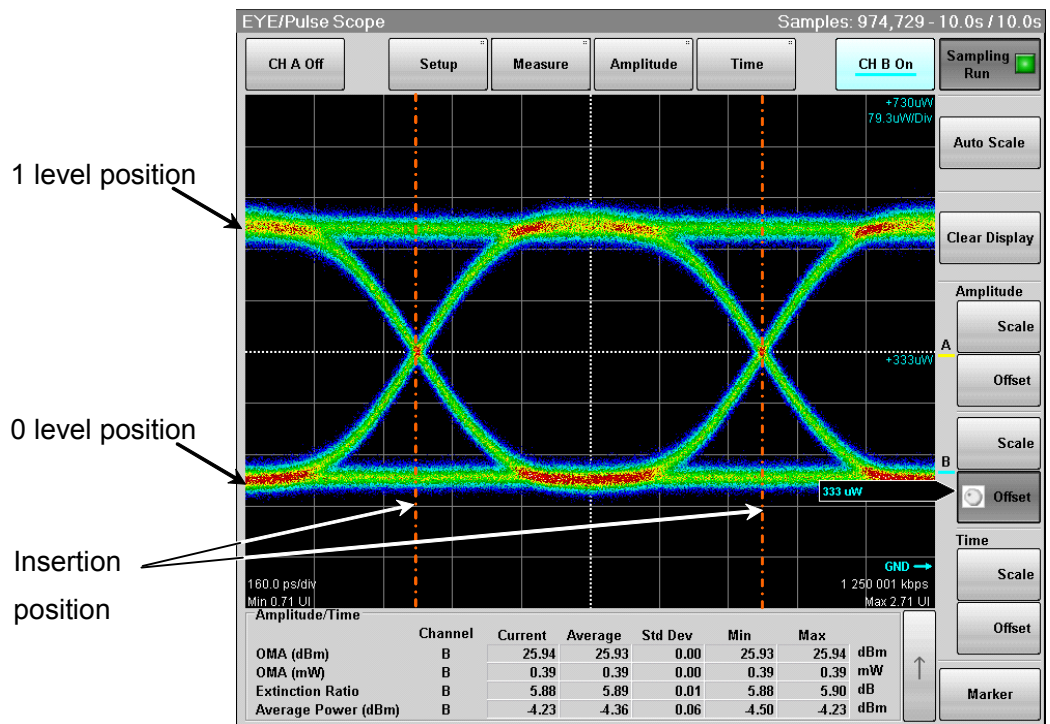 EYE/Pulse Scope
Samples: 974,729 - 10.0s / 10.0s
CH A Off
Setup
Measure
Amplitude
Time
CH B On
Sampling
Run
+730uW
79.3uW/Div
Auto Scale
1 level position
Clear Display
Amplitude
Scale
A
+333uW
Offset
0 level position
Scale
B
333 uW
Offset
Time
Insertion
position
GND
Scale
160.0 ps/div
1 250 001 kbps
Min 0.71 UI
Max 2.71 UI
Offset
Amplitude/Time
Channel Current Average Std Dev Min Max
OMA (dBm) B 25.94 25.93 0.00 25.93 25.94 dBm
OMA (mW) B 0.39 0.39 0.00 0.39 0.39 mW
Extinction Ratio B 5.88 5.89 0.01 5.88 5.90 dB
Average Power (dBm) B -4.23 -4.36 0.06 -4.50 -4.23 dBm
Marker